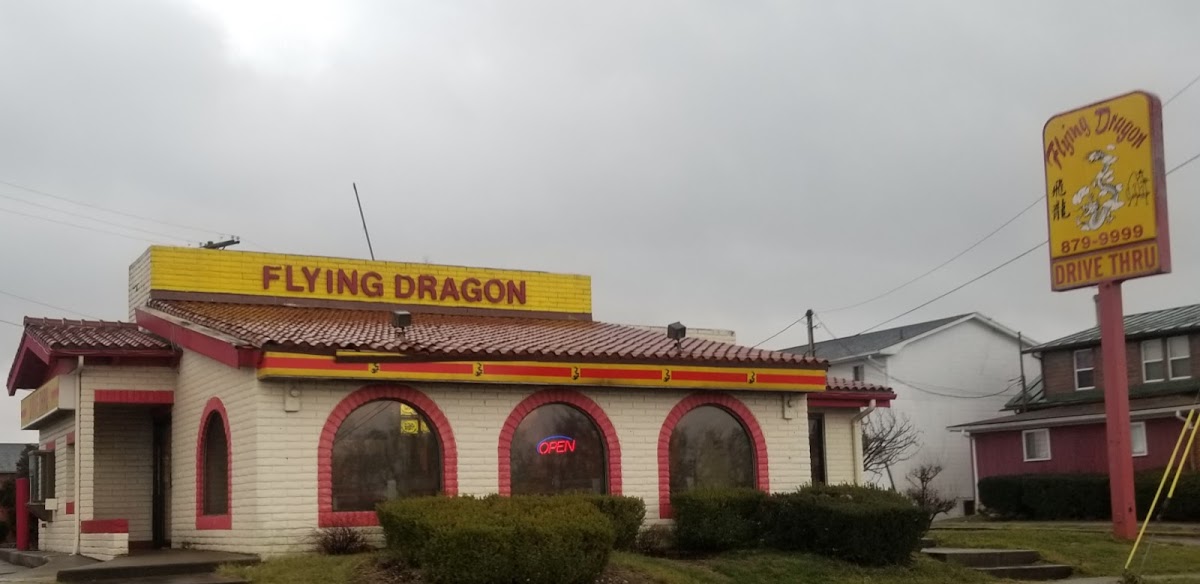 FLYING DRAGON
OPEN
Flying Dragon
飛龍
879-9999
DRIVE THRU